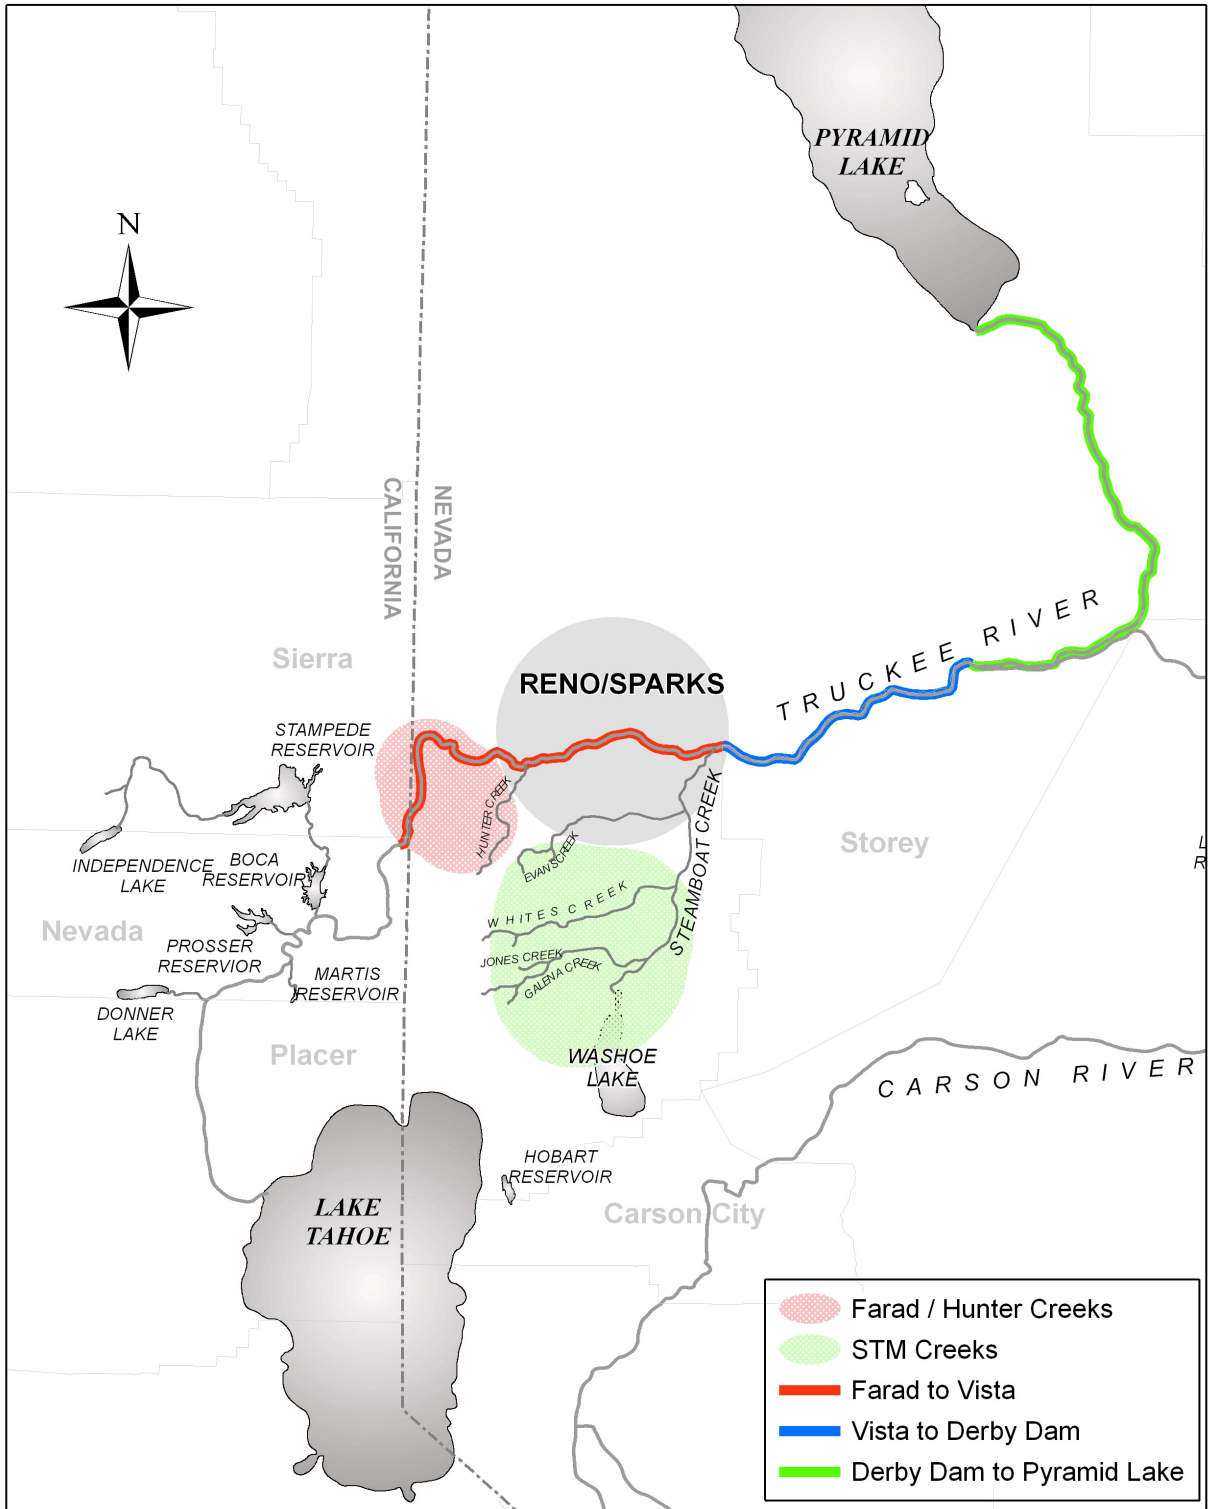 PYRAMID
LAKE
N
CALIFORNIA
NEVADA
TRUCKEE RIVER
Sierra
RENO/SPARKS
STAMPEDE
RESERVOIR
HUNTER CREEK
STEAMBOAT CREEK
Storey
L
R
INDEPENDENCE
LAKE
BOCA
RESERVOIR
EVANS CREEK
WHITES CREEK
Nevada
PROSSER
RESERVIOR
JONES CREEK
GALENA CREEK
MARTIS
RESERVOIR
DONNER
LAKE
Placer
WASHOE
LAKE
CARSON RIVER
HOBART
RESERVOIR
LAKE
TAHOE
Carson City
Farad / Hunter Creeks
STM Creeks
Farad to Vista
Vista to Derby Dam
Derby Dam to Pyramid Lake